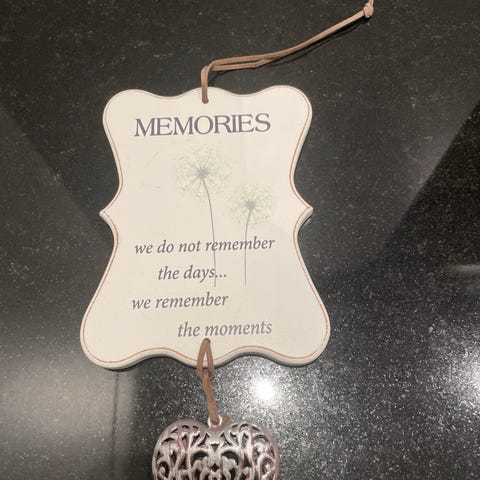 MEMORIES
we do not remember
the days...
we remember
the moments